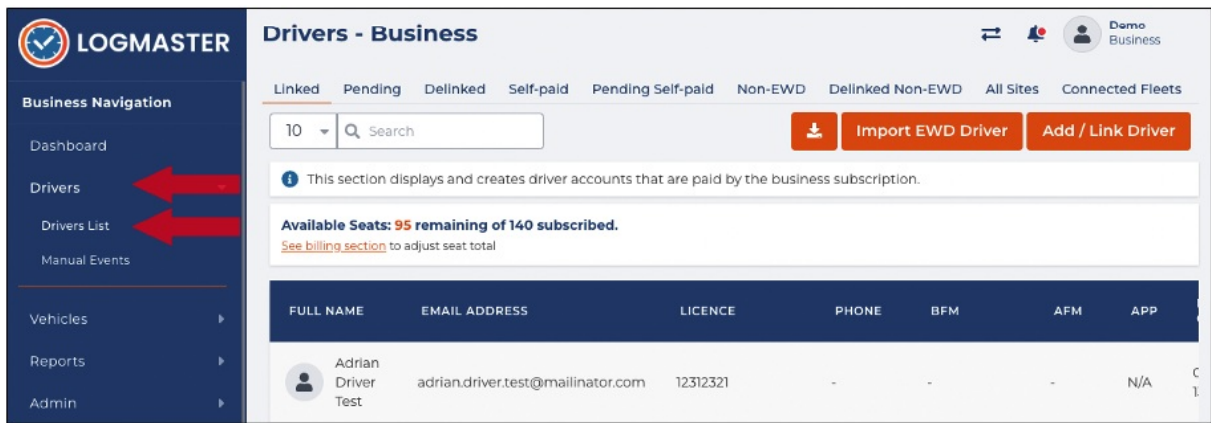 LOGMASTER
Drivers - Business
Demo
Business
Business Navigation
Dashboard
Drivers
Drivers List
Manual Events
Vehicles
Reports
Admin
Linked Pending Delinked Self-paid Pending Self-paid Non-EWD Delinked Non-EWD All Sites Connected Fleets
10 Search Import EWD Driver Add / Link Driver
This section displays and creates driver accounts that are paid by the business subscription.
Available Seats: 95 remaining of 140 subscribed.
See billing section to adjust seat total
FULL NAME EMAIL ADDRESS LICENCE PHONE BFM AFM APP
Adrian
Driver
Test
adrian.driver.test@mailinator.com 12312321 - - - N/A